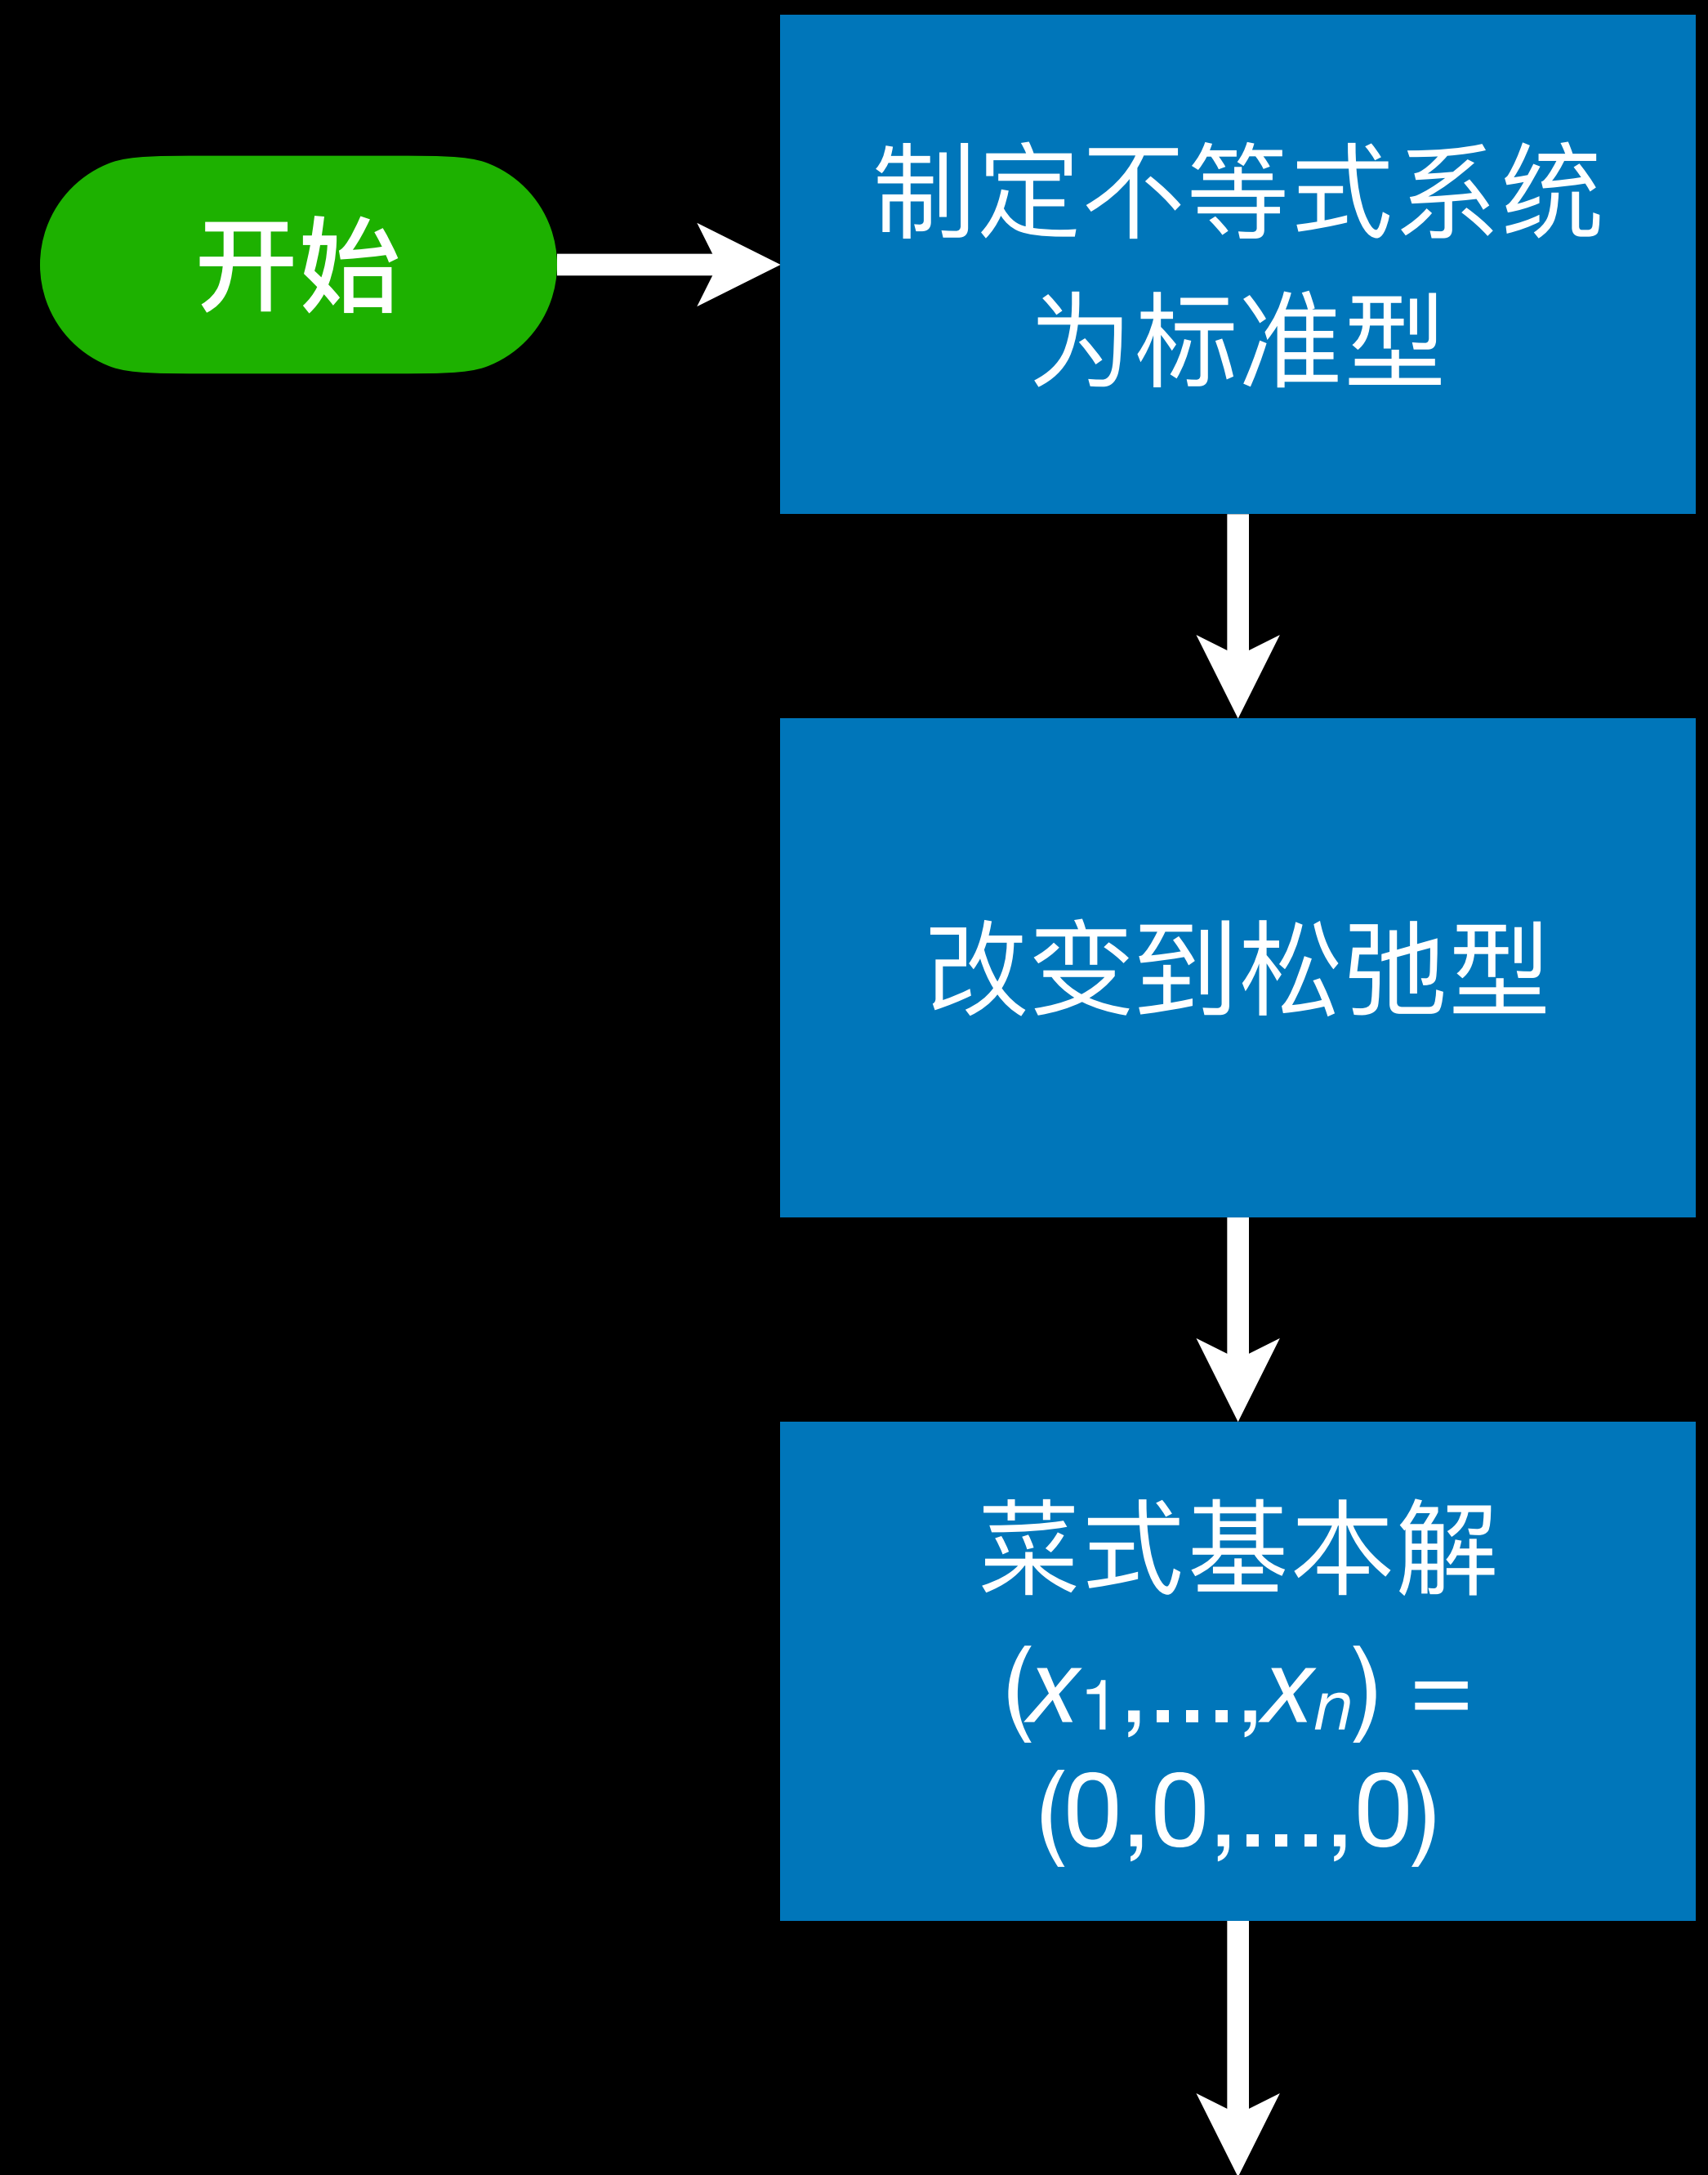 开始
制定不等式系统
为标准型
改变到松弛型
菜式基本解
(x₁,...,xₙ) =
(0,0,...,0)